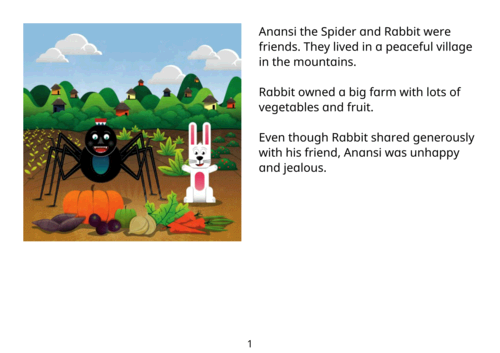 Anansi the Spider and Rabbit were
friends. They lived in a peaceful village
in the mountains.
Rabbit owned a big farm with lots of
vegetables and fruit.
Even though Rabbit shared generously
with his friend, Anansi was unhappy
and jealous.
1